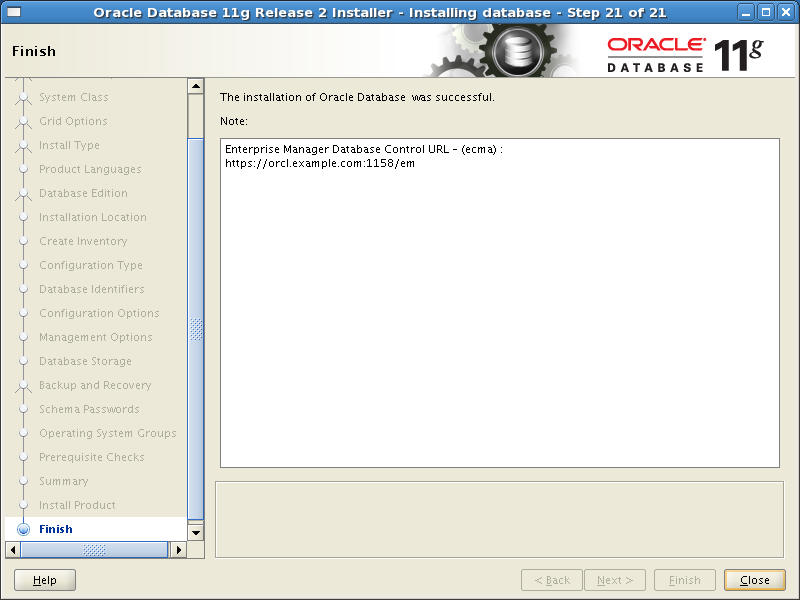 Oracle Database 11g Release 2 Installer - Installing database - Step 21 of 21
Finish
ORACLE®
DATABASE
11g
System Class
Grid Options
Install Type
Product Languages
Database Edition
Installation Location
Create Inventory
Configuration Type
Database Identifiers
Configuration Options
Management Options
Database Storage
Backup and Recovery
Schema Passwords
Operating System Groups
Prerequisite Checks
Summary
Install Product
Finish
The installation of Oracle Database  was successful.
Note:
Enterprise Manager Database Control URL - (ecma) :
https://orcl.example.com:1158/em
Help
< Back
Next >
Finish
Close